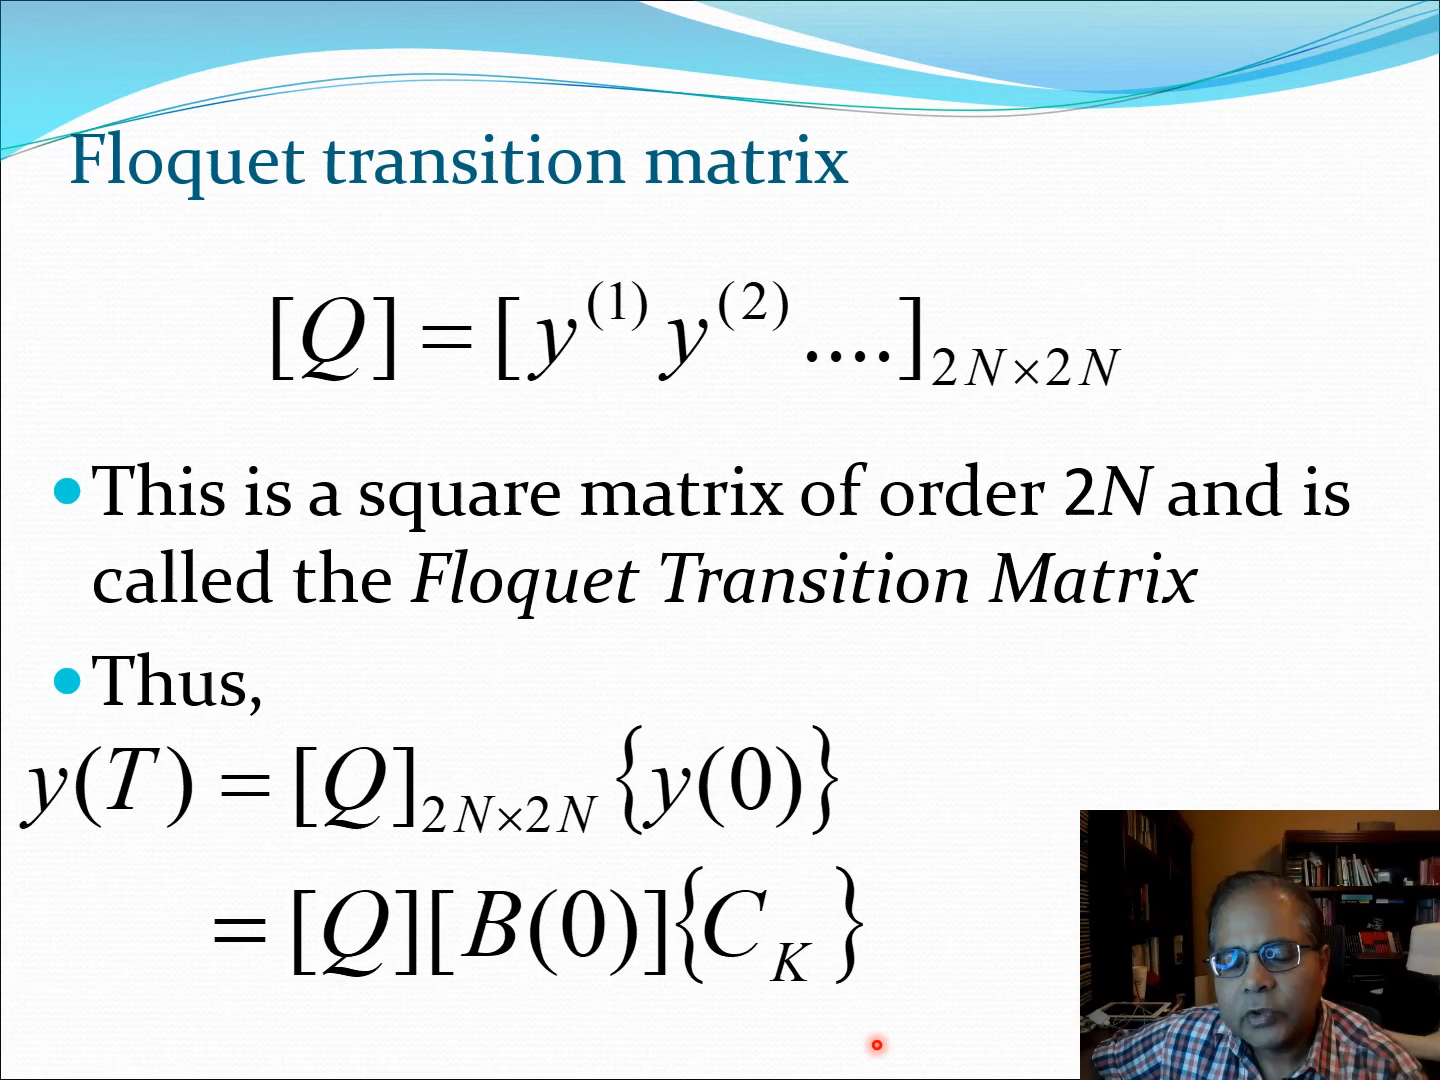 Floquet transition matrix
[Q] = [y⁽¹⁾ y⁽²⁾ ....]₂N×₂N
• This is a square matrix of order 2N and is
called the Floquet Transition Matrix
• Thus,
y(T) = [Q]₂N×₂N {y(0)}
= [Q][B(0)]{C_K}